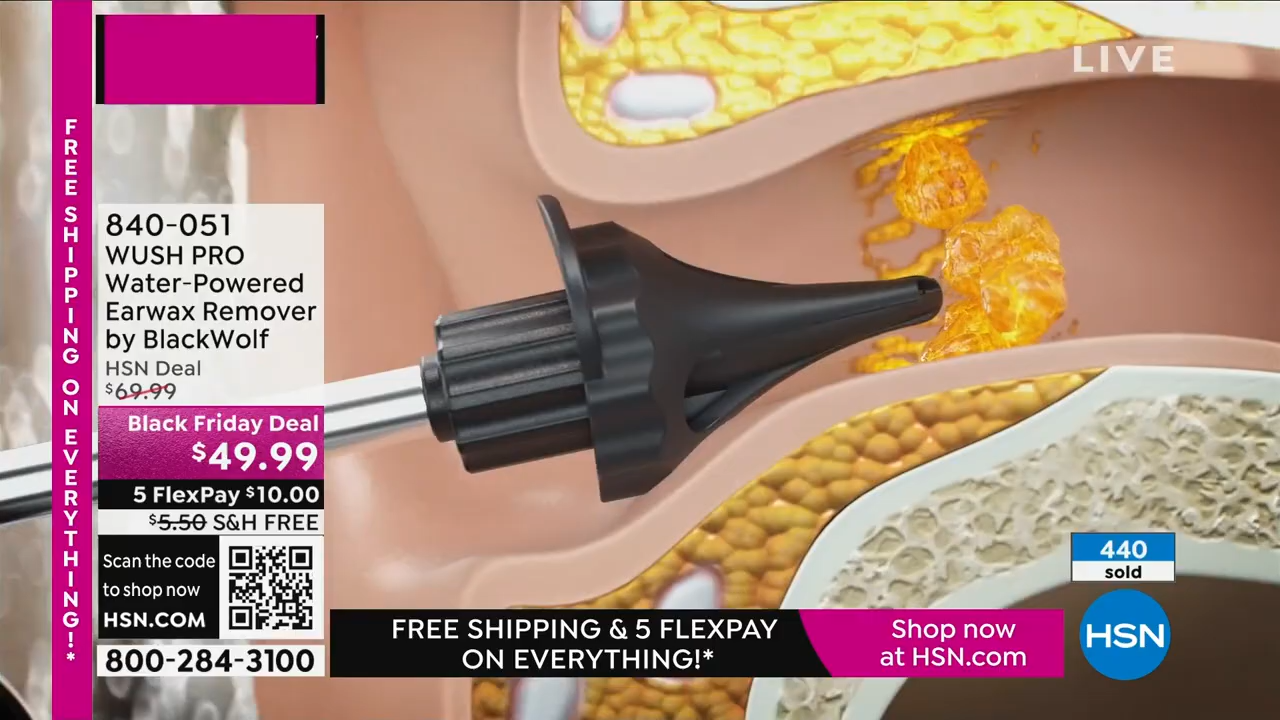 LIVE
FREE SHIPPING ON EVERYTHING!*
840-051
WUSH PRO
Water-Powered
Earwax Remover
by BlackWolf
HSN Deal
$69.99
Black Friday Deal
$49.99
5 FlexPay $10.00
$5.50 S&H FREE
Scan the code
to shop now
HSN.COM
800-284-3100
FREE SHIPPING & 5 FLEXPAY
ON EVERYTHING!*
Shop now
at HSN.com
440
sold
HSN